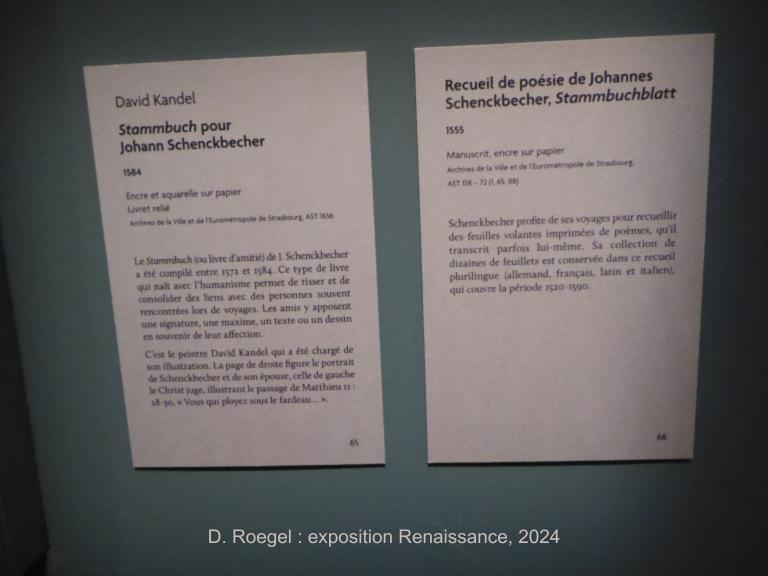 David Kandel
Stammbuch pour
Johann Schenckbecher
1584
Encre et aquarelle sur papier
Livret relié
Archives de la Ville et de l'Eurométropole de Strasbourg, AST 1656
Le Stammbuch (ou livre d'amitié) de J. Schenckbecher
a été compilé entre 1572 et 1584. Ce type de livre
qui naît avec l'humanisme permet de tisser et de
consolider des liens avec des personnes souvent
rencontrées lors de voyages. Les amis y apposent
une signature, une maxime, un texte ou un dessin
en souvenir de leur affection.
C'est le peintre David Kandel qui a été chargé de
son illustration. La page de droite figure le portrait
de Schenckbecher et de son épouse, celle de gauche
le Christ juge, illustrant le passage de Matthieu 11 :
28-30, « Vous qui ployez sous le fardeau... ».
65
Recueil de poésie de Johannes
Schenckbecher, Stammbuchblatt
1555
Manuscrit, encre sur papier
Archives de la Ville et de l'Eurométropole de Strasbourg,
AST 158 – 72 (l. 65, 88)
Schenckbecher profite de ses voyages pour recueillir
des feuilles volantes imprimées de poèmes, qu'il
transcrit parfois lui-même. Sa collection de
dizaines de feuillets est conservée dans ce recueil
plurilingue (allemand, français, latin et italien),
qui couvre la période 1520-1590.
66
D. Roegel : exposition Renaissance, 2024